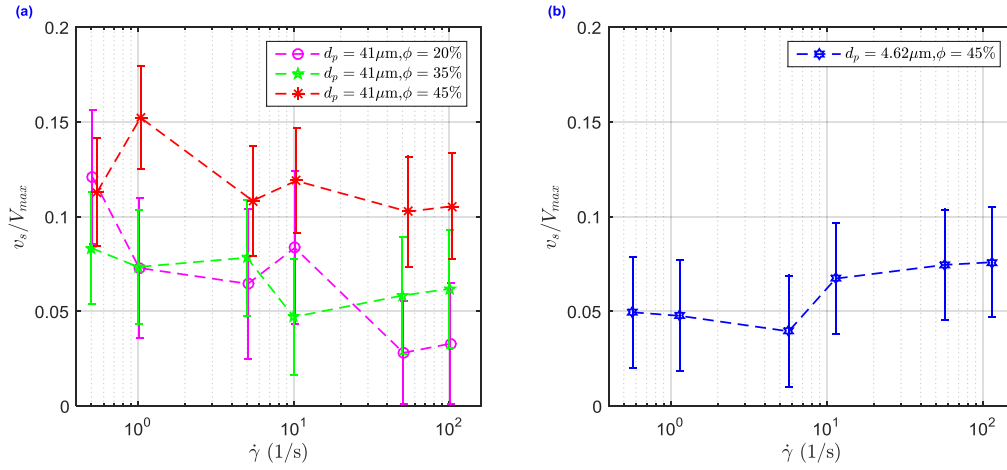 (a)
0.2
0.15
0.1
0.05
0
v_s/V_max
d_p = 41μm,ϕ = 20%
d_p = 41μm,ϕ = 35%
d_p = 41μm,ϕ = 45%
10^0
10^1
10^2
γ̇ (1/s)
(b)
0.2
0.15
0.1
0.05
0
v_s/V_max
d_p = 4.62μm,ϕ = 45%
10^0
10^1
10^2
γ̇ (1/s)